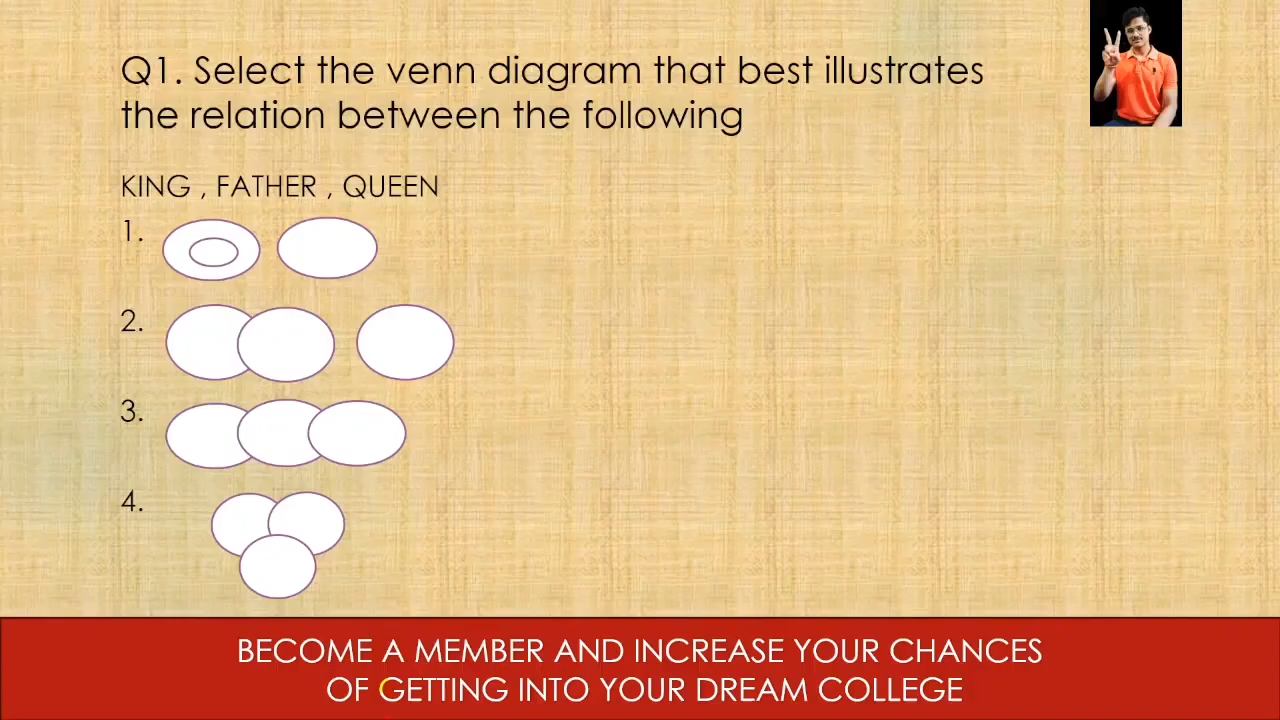 Q1. Select the venn diagram that best illustrates
the relation between the following
KING , FATHER , QUEEN
1.
2.
3.
4.
BECOME A MEMBER AND INCREASE YOUR CHANCES
OF GETTING INTO YOUR DREAM COLLEGE